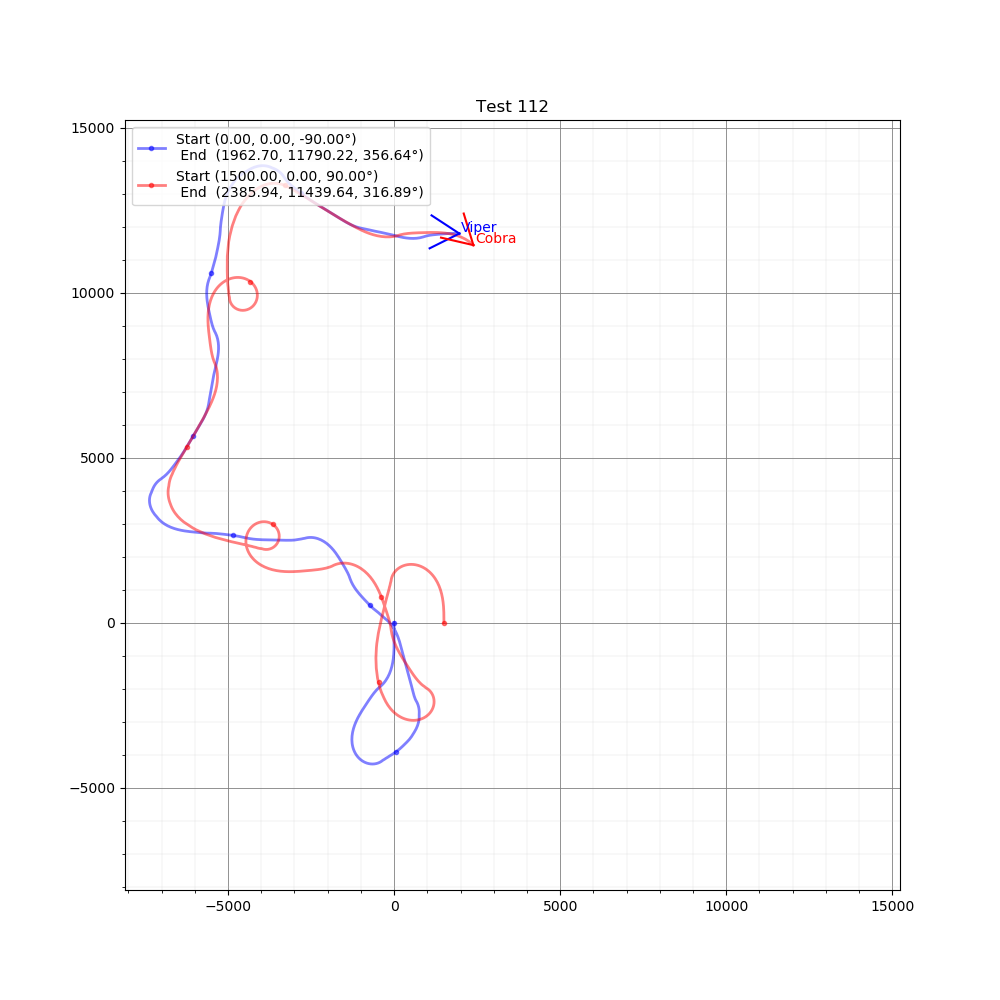 Test 112
Start (0.00, 0.00, -90.00°)
End (1962.70, 11790.22, 356.64°)
Start (1500.00, 0.00, 90.00°)
End (2385.94, 11439.64, 316.89°)
Viper
Cobra
15000
10000
5000
0
−5000
−5000
0
5000
10000
15000